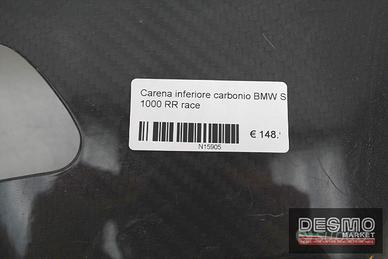 Carena inferiore carbonio BMW S
1000 RR race
€ 148,
N15905
DESMO
MARKET